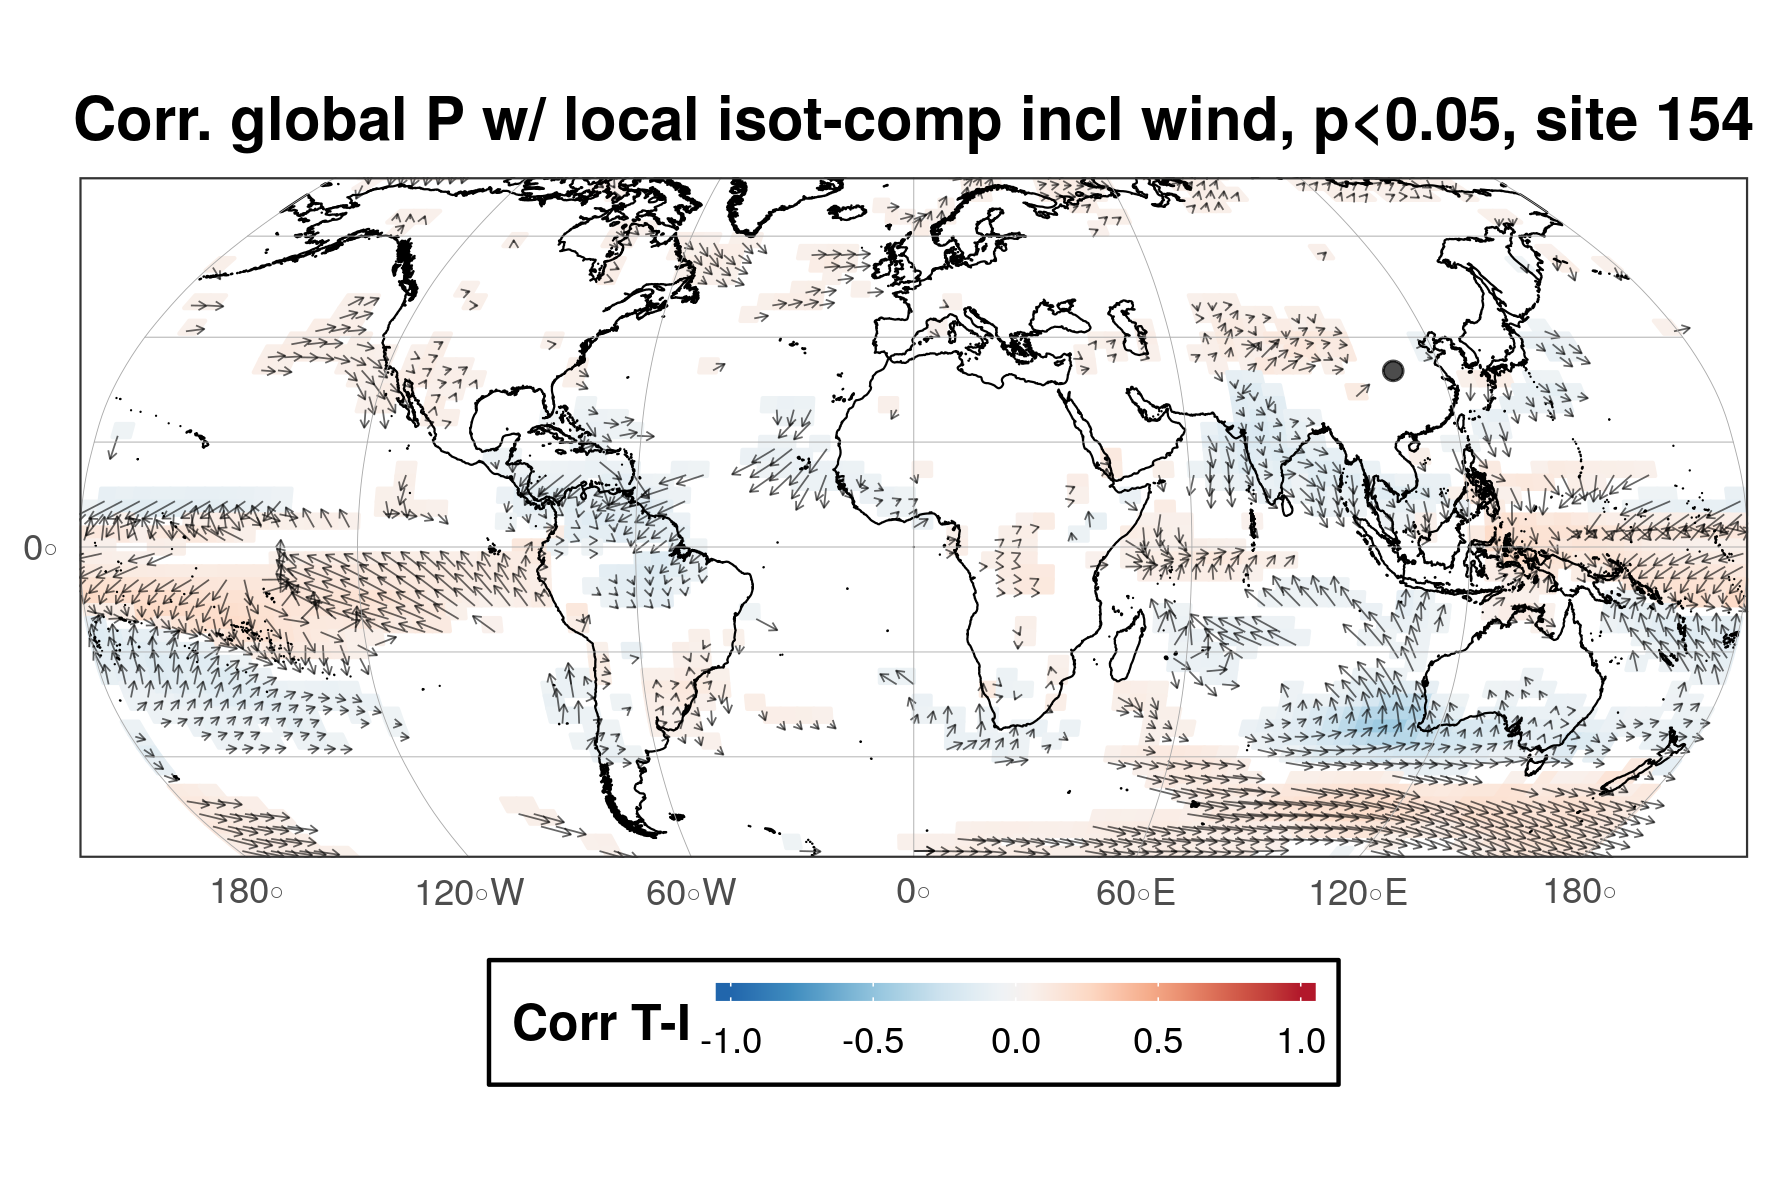 Corr. global P w/ local isot-comp incl wind, p<0.05, site 154
0°
180° 120°W 60°W 0° 60°E 120°E 180°
Corr T-I
-1.0 -0.5 0.0 0.5 1.0